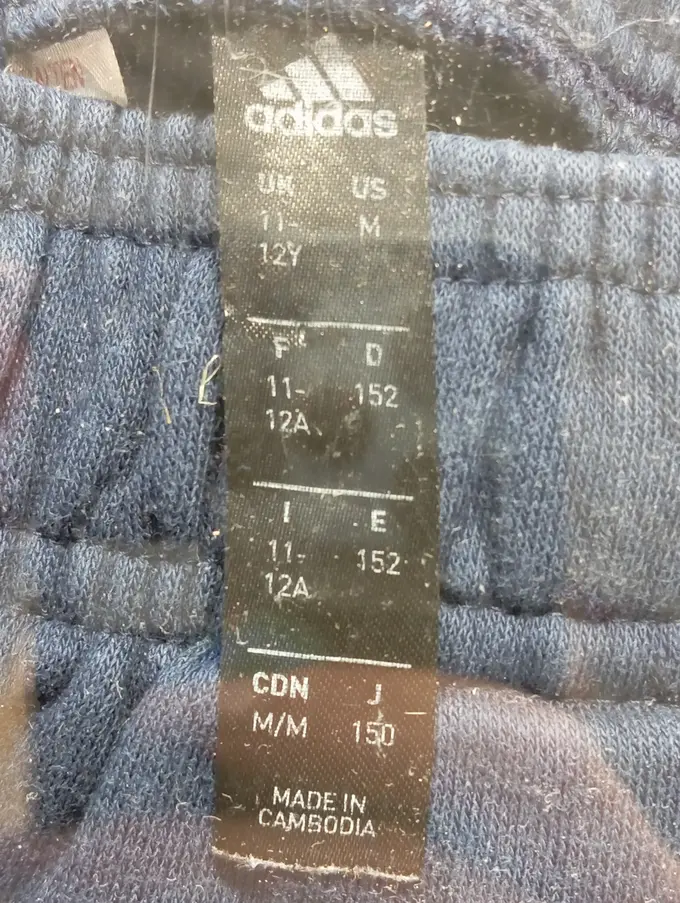 adidas
UK US
11- M
12Y
F D
11- 152
12A
I E
11- 152
12A
CDN J
M/M 150
MADE IN
CAMBODIA